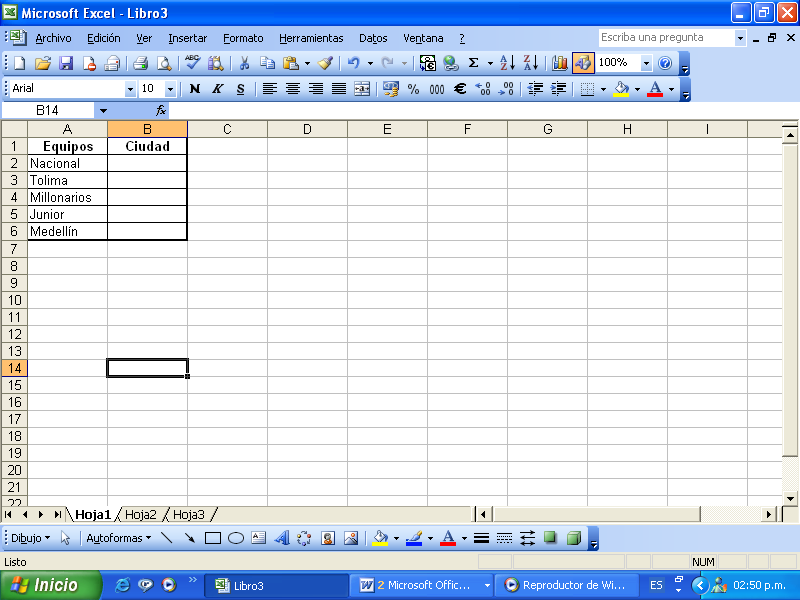 Microsoft Excel - Libro3
Archivo Edición Ver Insertar Formato Herramientas Datos Ventana ? Escriba una pregunta
100%
Arial 10 N K S % 000 €
B14 fx
A B C D E F G H I
1 Equipos Ciudad
2 Nacional
3 Tolima
4 Millonarios
5 Junior
6 Medellín
7
8
9
10
11
12
13
14
15
16
17
18
19
20
21
22
Hoja1 Hoja2 Hoja3
Dibujo Autoformas
Listo NUM
Inicio Libro3 2 Microsoft Offic... Reproductor de Wi... ES 02:50 p.m.